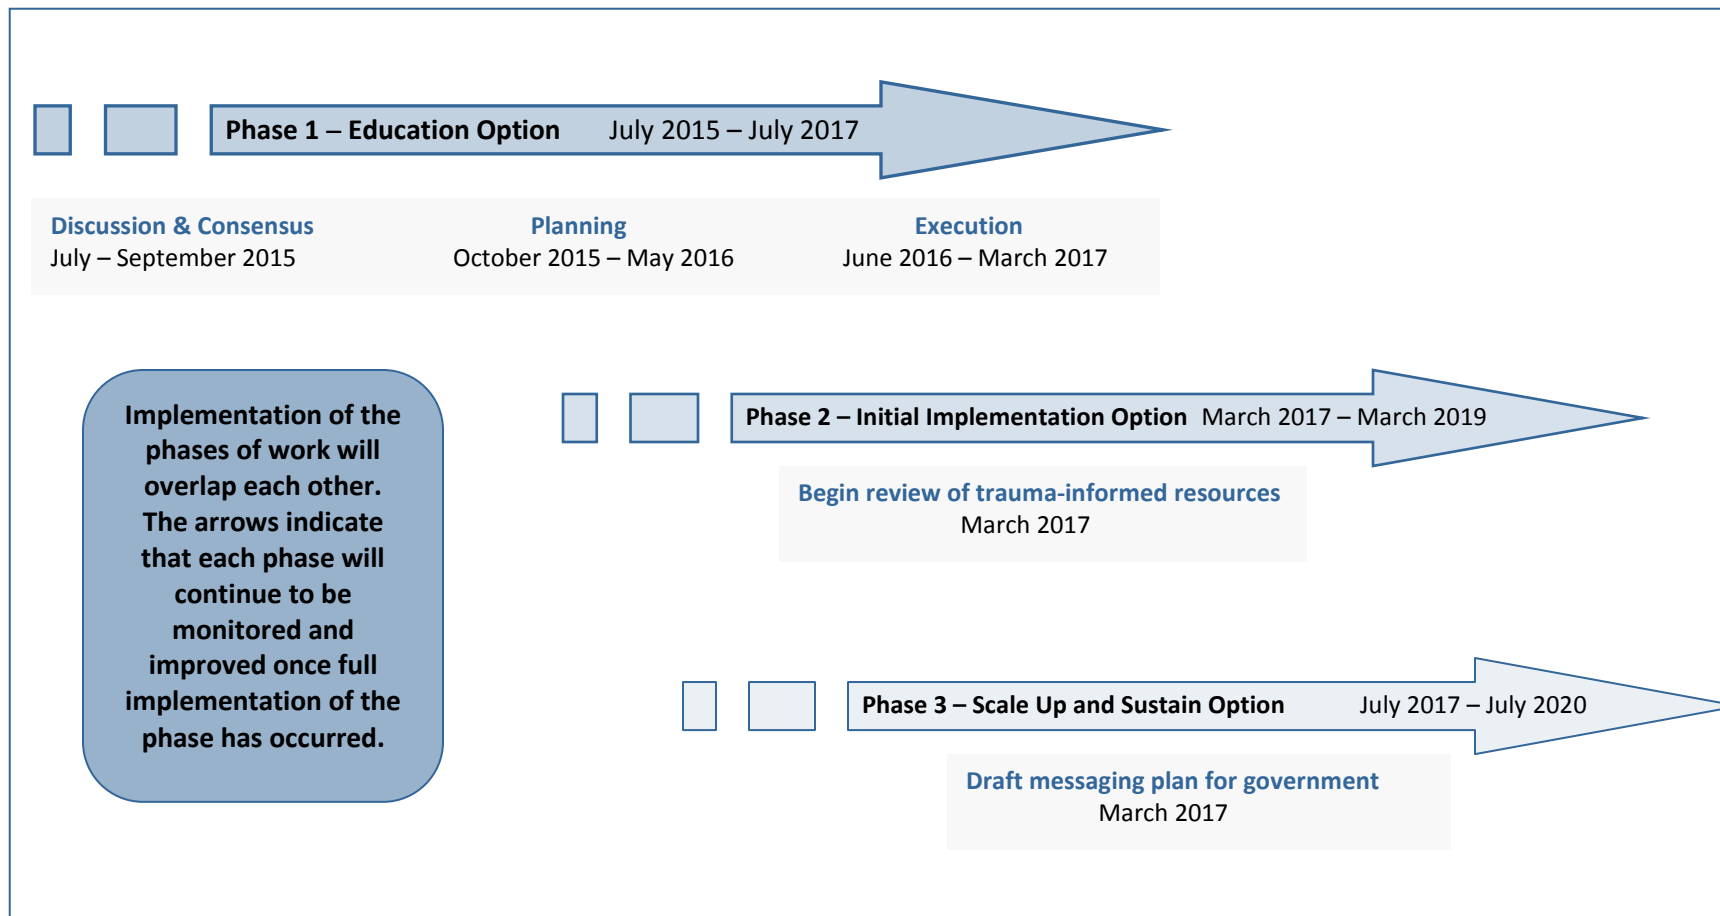 Phase 1 – Education Option July 2015 – July 2017
Discussion & Consensus
July – September 2015
Planning
October 2015 – May 2016
Execution
June 2016 – March 2017
Implementation of the
phases of work will
overlap each other.
The arrows indicate
that each phase will
continue to be
monitored and
improved once full
implementation of the
phase has occurred.
Phase 2 – Initial Implementation Option March 2017 – March 2019
Begin review of trauma-informed resources
March 2017
Phase 3 – Scale Up and Sustain Option July 2017 – July 2020
Draft messaging plan for government
March 2017